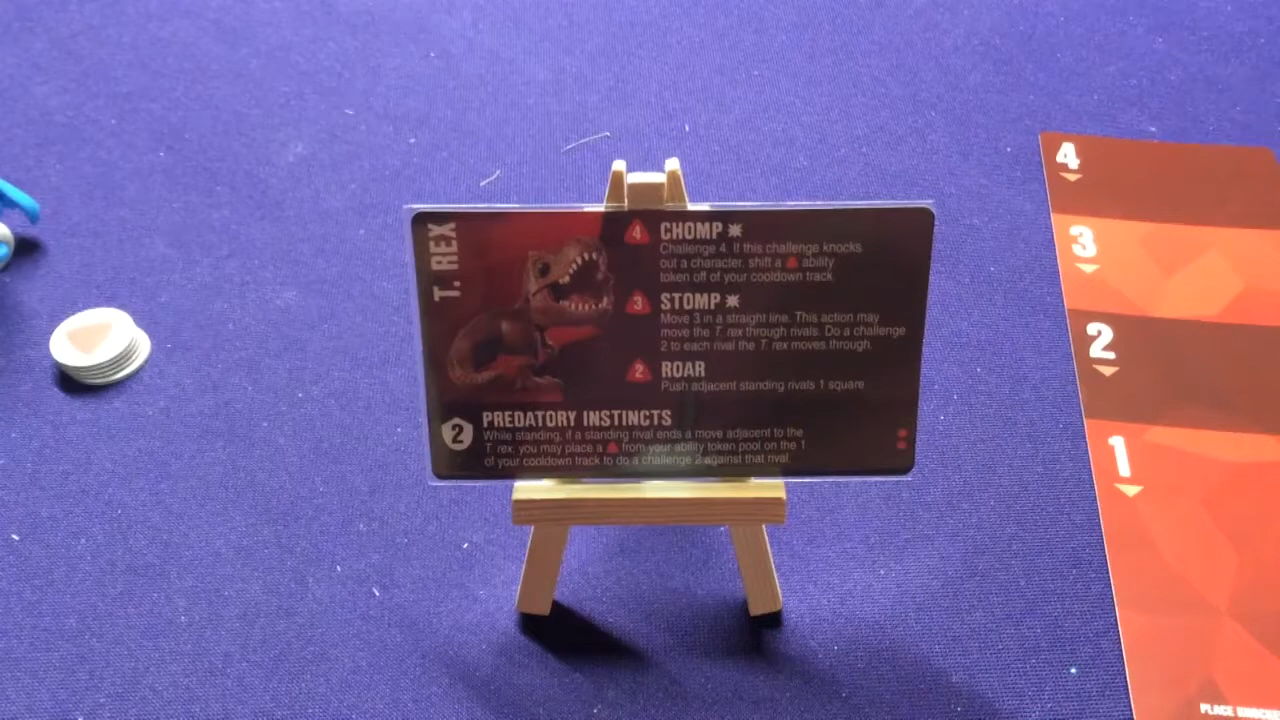 T. REX
4 CHOMP
Challenge 4. If this challenge knocks
out a character, shift a ability
token off of your cooldown track.
3 STOMP
Move 3 in a straight line. This action may
move the T. rex through rivals. Do a challenge
2 to each rival the T. rex moves through.
2 ROAR
Push adjacent standing rivals 1 square
2 PREDATORY INSTINCTS
While standing, if a standing rival ends a move adjacent to the
T. rex, you may place a from your ability token pool on the 1
of your cooldown track to do a challenge 2 against that rival.
4
3
2
1
PLACE